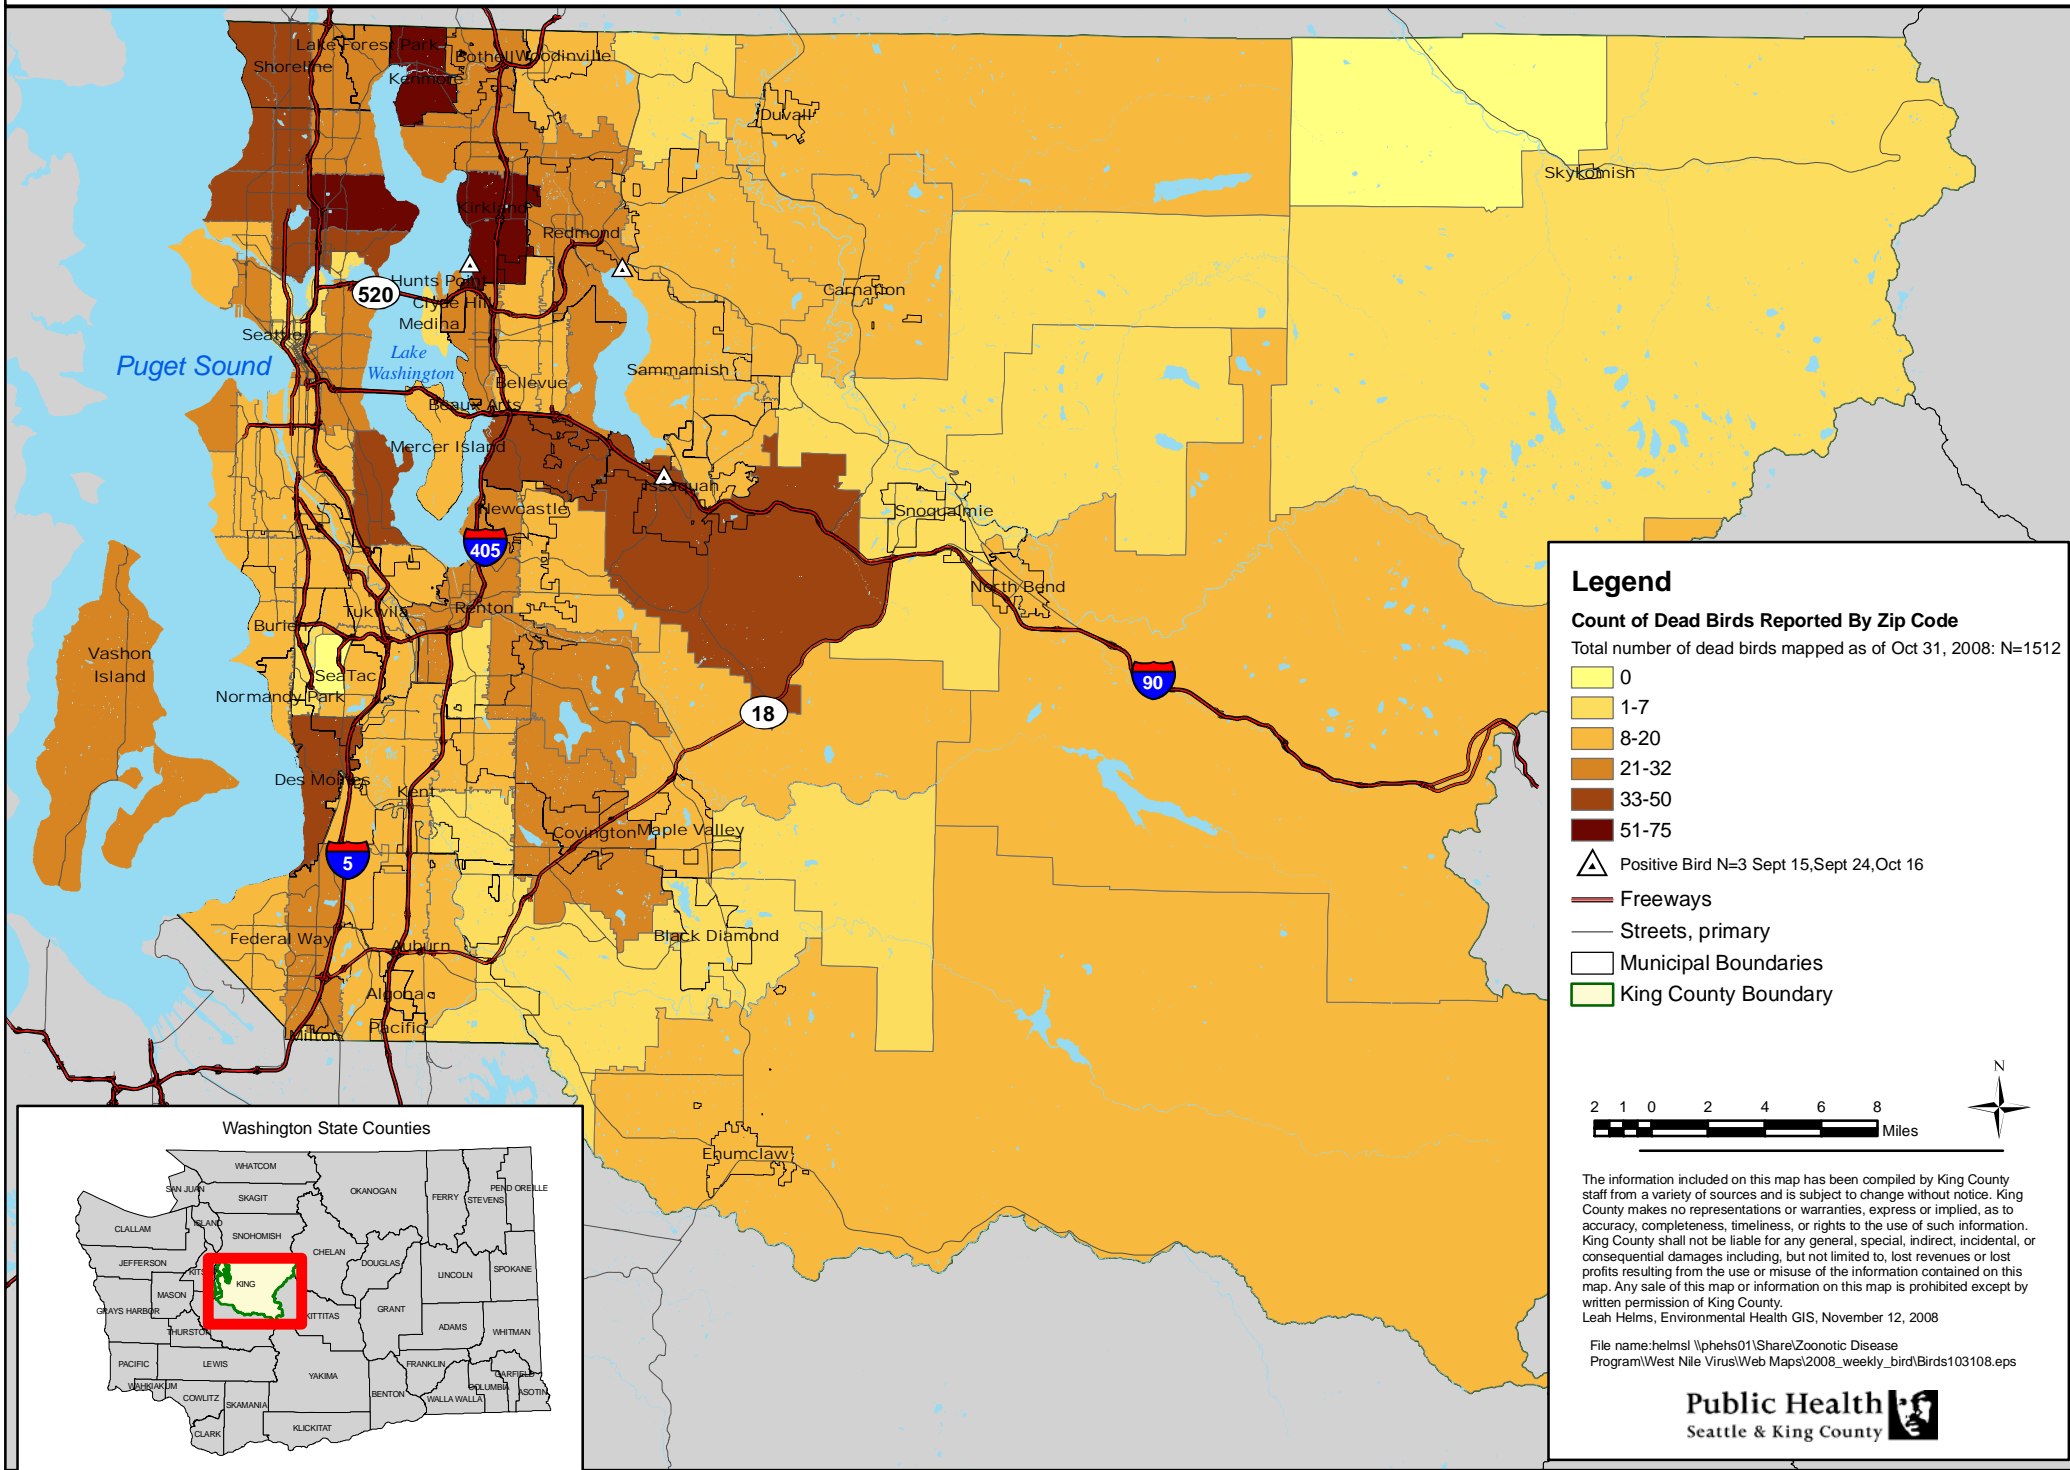 Lake Forest Park
Shoreline
Kenmore
Bothell
Woodinville
Duvall
Skykomish
Kirkland
Redmond
Hunts Point
520
Clyde Hill
Medina
Carnation
Seattle
Puget Sound
Lake
Washington
Sammamish
Bellevue
Beaux Arts
Mercer Island
Issaquah
Newcastle
Snoqualmie
405
North Bend
Tukwila
Renton
Burien
Vashon
Island
SeaTac
Normandy Park
90
18
Des Moines
Kent
Covington
Maple Valley
5
Federal Way
Auburn
Black Diamond
Algona
Pacific
Milton
Enumclaw
Legend
Count of Dead Birds Reported By Zip Code
Total number of dead birds mapped as of Oct 31, 2008: N=1512
0
1-7
8-20
21-32
33-50
51-75
Positive Bird N=3 Sept 15,Sept 24,Oct 16
Freeways
Streets, primary
Municipal Boundaries
King County Boundary
N
2 1 0 2 4 6 8
Miles
The information included on this map has been compiled by King County
staff from a variety of sources and is subject to change without notice. King
County makes no representations or warranties, express or implied, as to
accuracy, completeness, timeliness, or rights to the use of such information.
King County shall not be liable for any general, special, indirect, incidental, or
consequential damages including, but not limited to, lost revenues or lost
profits resulting from the use or misuse of the information contained on this
map. Any sale of this map or information on this map is prohibited except by
written permission of King County.
Leah Helms, Environmental Health GIS, November 12, 2008
File name:helmsl \\phehs01\Share\Zoonotic Disease
Program\West Nile Virus\Web Maps\2008_weekly_bird\Birds103108.eps
Public Health
Seattle & King County
Washington State Counties
WHATCOM
SAN JUAN
SKAGIT
OKANOGAN
FERRY
STEVENS
PEND OREILLE
ISLAND
CLALLAM
SNOHOMISH
CHELAN
JEFFERSON
KITS
DOUGLAS
LINCOLN
SPOKANE
KING
MASON
GRAYS HARBOR
KITTITAS
GRANT
THURSTON
ADAMS
WHITMAN
PACIFIC
LEWIS
YAKIMA
FRANKLIN
GARFIELD
WAHKIAKUM
COWLITZ
SKAMANIA
BENTON
WALLA WALLA
COLUMBIA
ASOTIN
CLARK
KLICKITAT